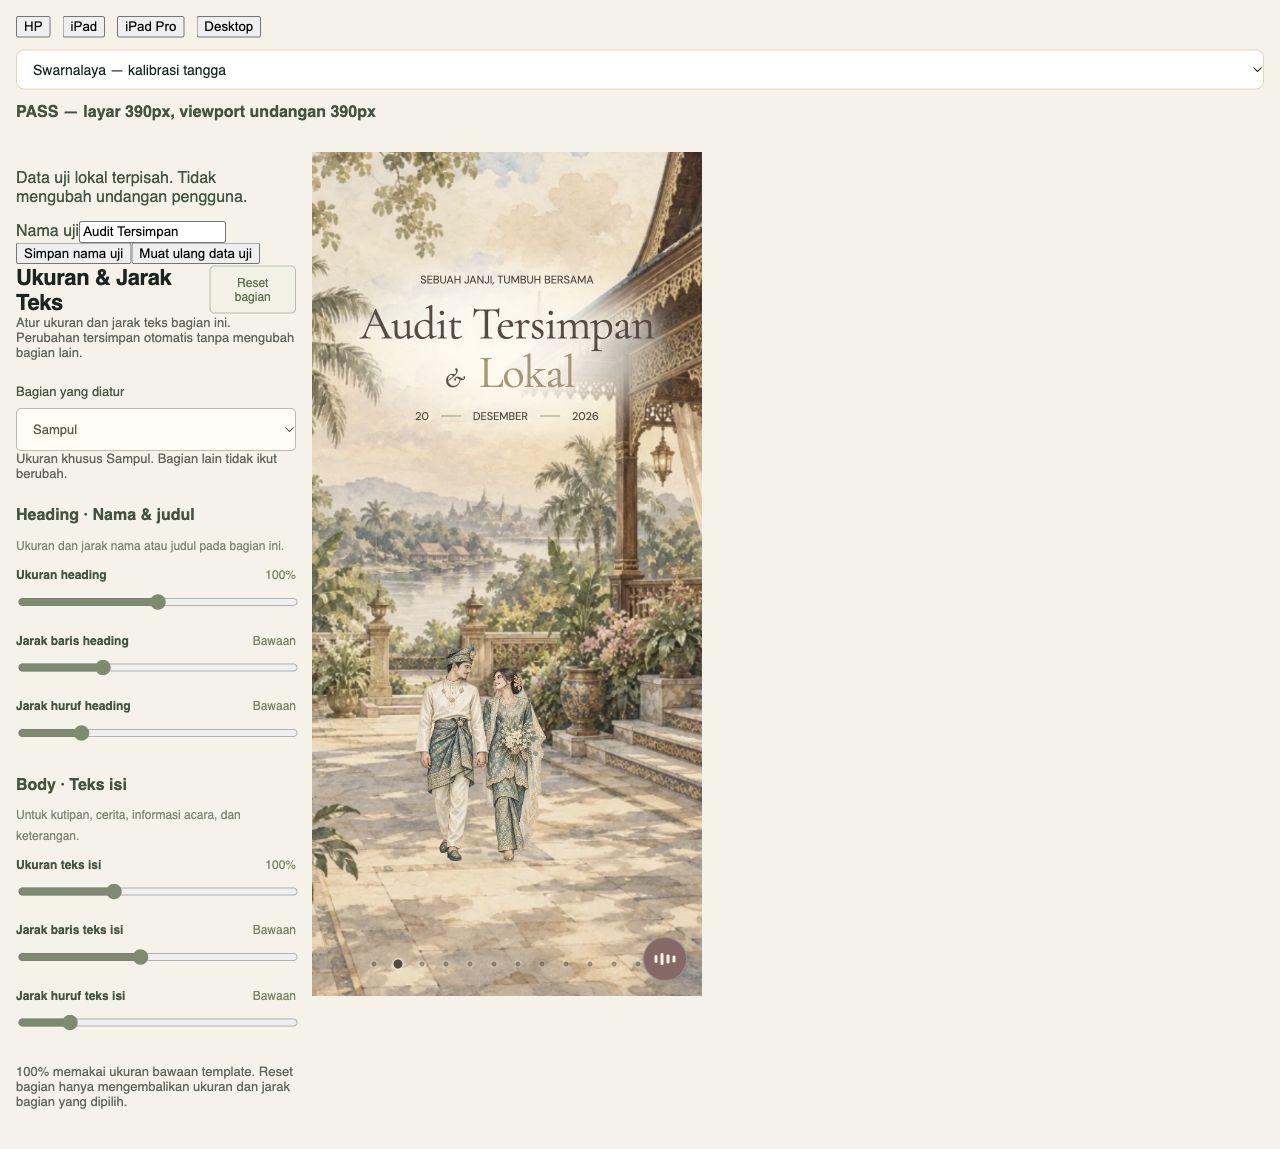 HP iPad iPad Pro Desktop
Swarnalaya — kalibrasi tangga
PASS — layar 390px, viewport undangan 390px
Data uji lokal terpisah. Tidak
mengubah undangan pengguna.
Nama uji Audit Tersimpan
Simpan nama uji Muat ulang data uji
Ukuran & Jarak
Teks
Reset
bagian
Atur ukuran dan jarak teks bagian ini.
Perubahan tersimpan otomatis tanpa mengubah
bagian lain.
Bagian yang diatur
Sampul
Ukuran khusus Sampul. Bagian lain tidak ikut
berubah.
Heading · Nama & judul
Ukuran dan jarak nama atau judul pada bagian ini.
Ukuran heading 100%
Jarak baris heading Bawaan
Jarak huruf heading Bawaan
Body · Teks isi
Untuk kutipan, cerita, informasi acara, dan
keterangan.
Ukuran teks isi 100%
Jarak baris teks isi Bawaan
Jarak huruf teks isi Bawaan
100% memakai ukuran bawaan template. Reset
bagian hanya mengembalikan ukuran dan jarak
bagian yang dipilih.
SEBUAH JANJI, TUMBUH BERSAMA
Audit Tersimpan
& Lokal
20 — DESEMBER — 2026